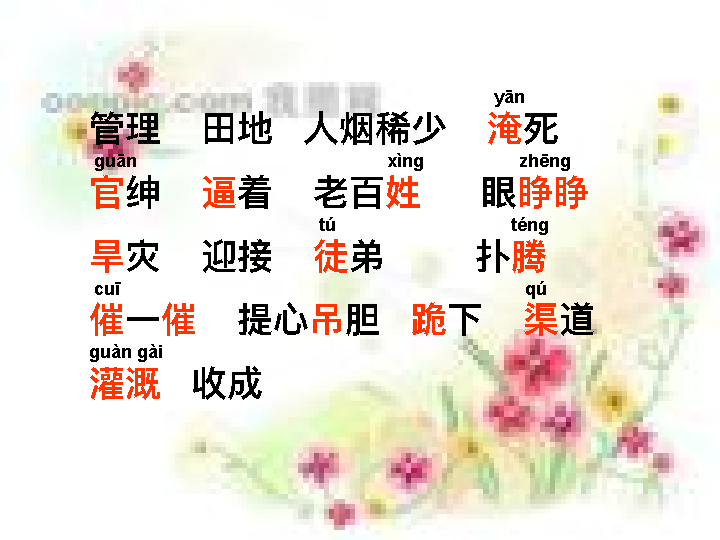 yān
管理 田地 人烟稀少 淹死
guān xìng zhēng
官绅 逼着 老百姓 眼睁睁
tú téng
旱灾 迎接 徒弟 扑腾
cuī qú
催一催 提心吊胆 跪下 渠道
guàn gài
灌溉 收成